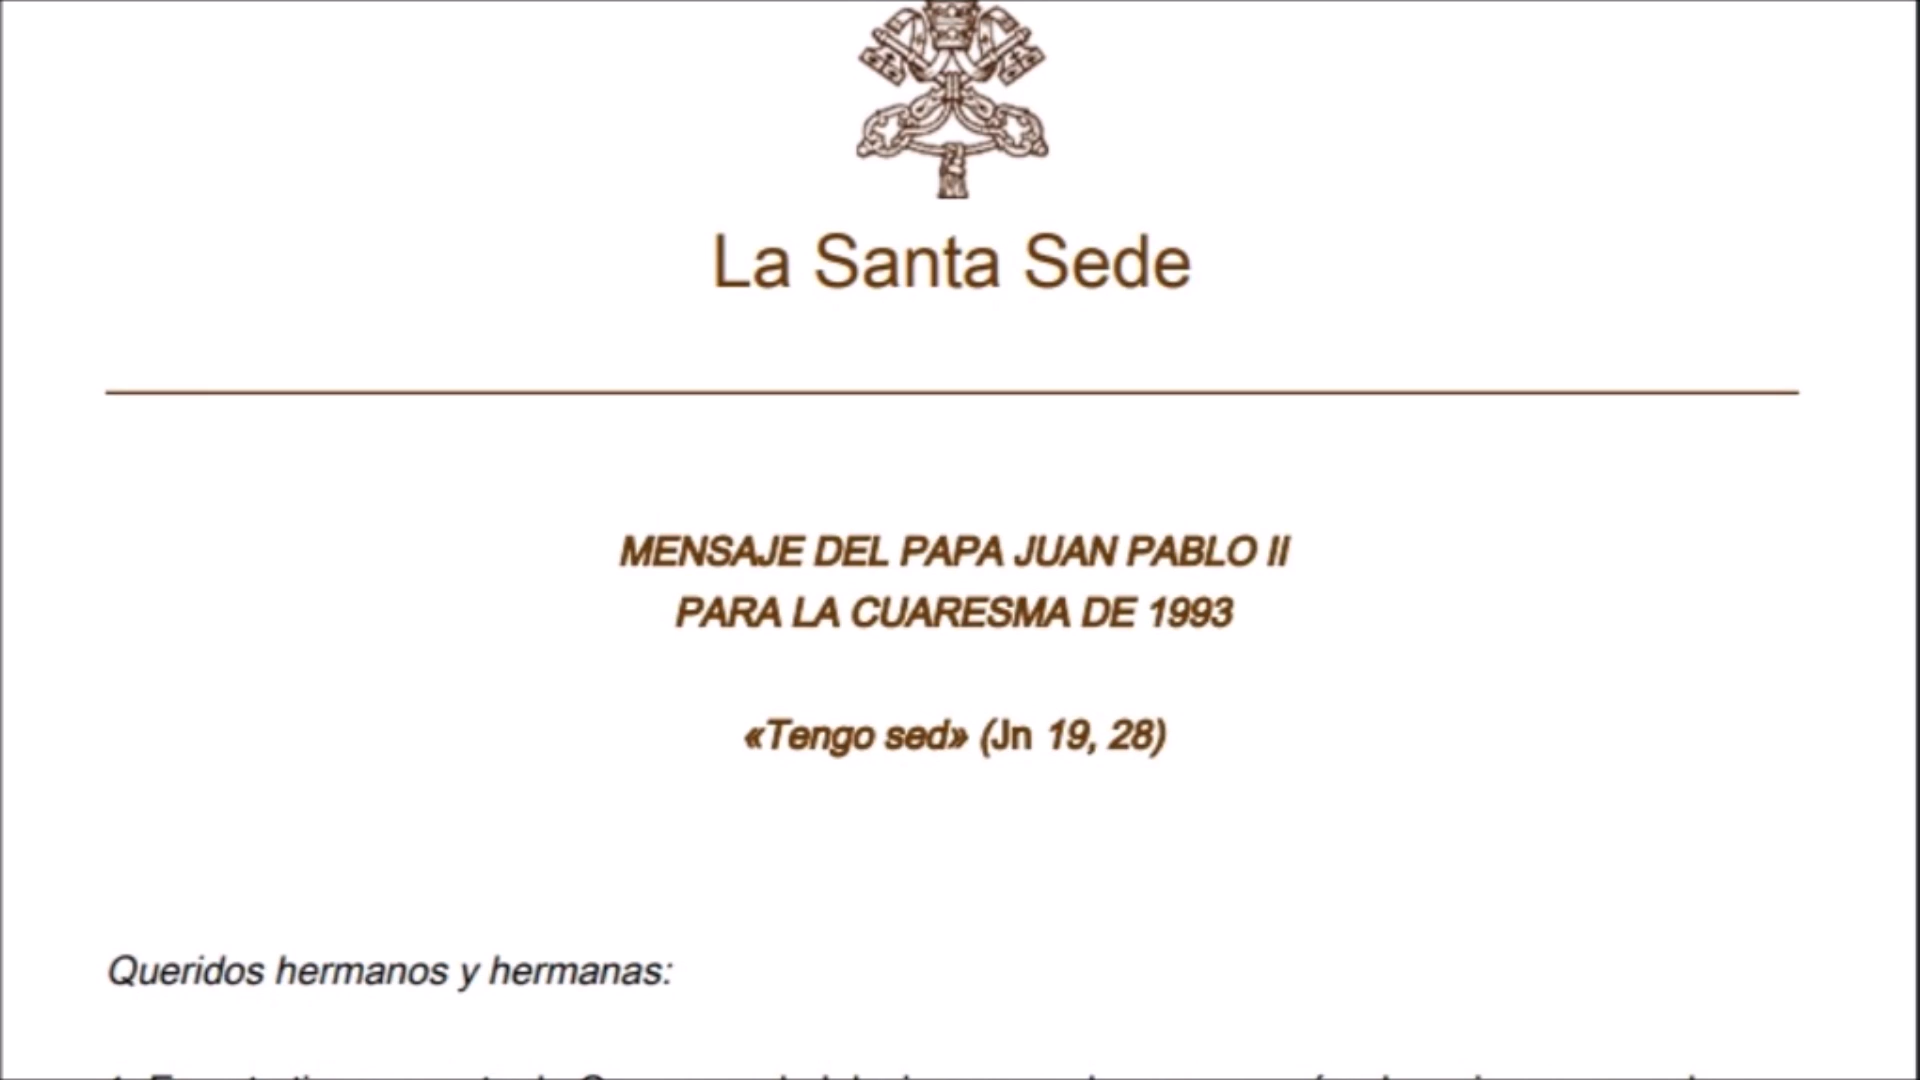 La Santa Sede
MENSAJE DEL PAPA JUAN PABLO II
PARA LA CUARESMA DE 1993
«Tengo sed» (Jn 19, 28)
Queridos hermanos y hermanas: